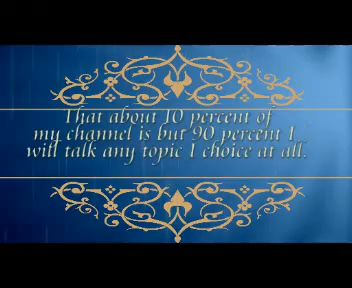 That about 10 percent of
my channel is but 90 percent I
will talk any topic I choice at all.